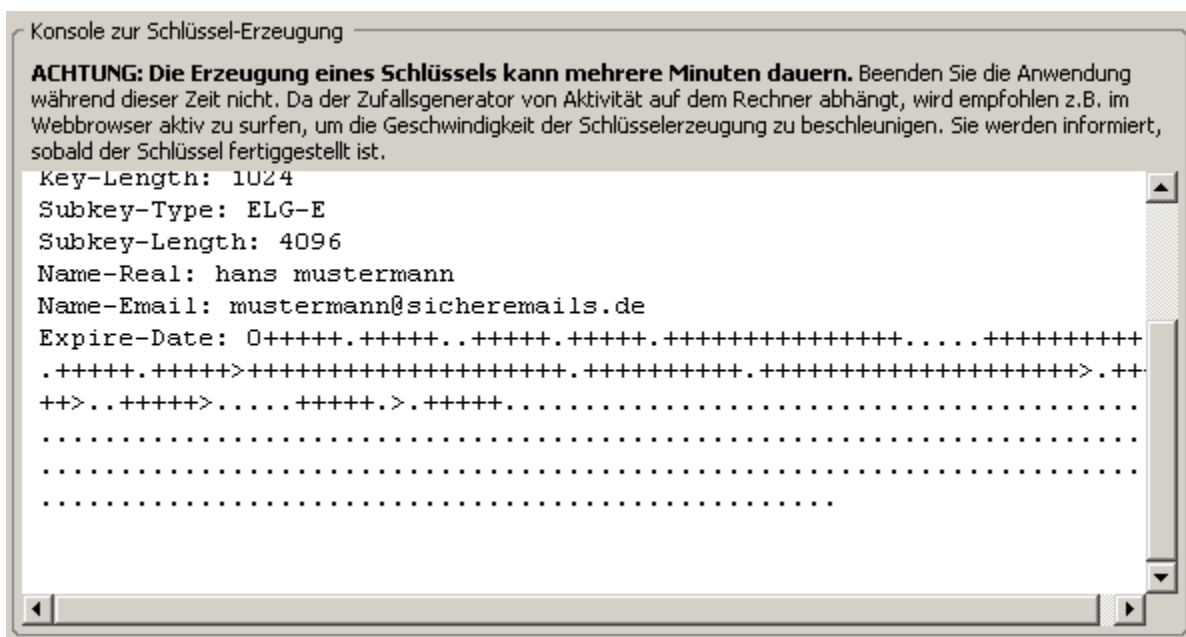 Konsole zur Schlüssel-Erzeugung
ACHTUNG: Die Erzeugung eines Schlüssels kann mehrere Minuten dauern. Beenden Sie die Anwendung
während dieser Zeit nicht. Da der Zufallsgenerator von Aktivität auf dem Rechner abhängt, wird empfohlen z.B. im
Webbrowser aktiv zu surfen, um die Geschwindigkeit der Schlüsselerzeugung zu beschleunigen. Sie werden informiert,
sobald der Schlüssel fertiggestellt ist.
Key-Length: 1024
Subkey-Type: ELG-E
Subkey-Length: 4096
Name-Real: hans mustermann
Name-Email: mustermann@sicheremails.de
Expire-Date: 0+++++.+++++..+++++.+++++.+++++++++++++++.....++++++++++
.+++++.+++++>++++++++++++++++++++.++++++++++.++++++++++++++++++++>.++
++>..+++++>.....+++++.>.+++++........................................
.....................................................................
.....................................................................
..................................................